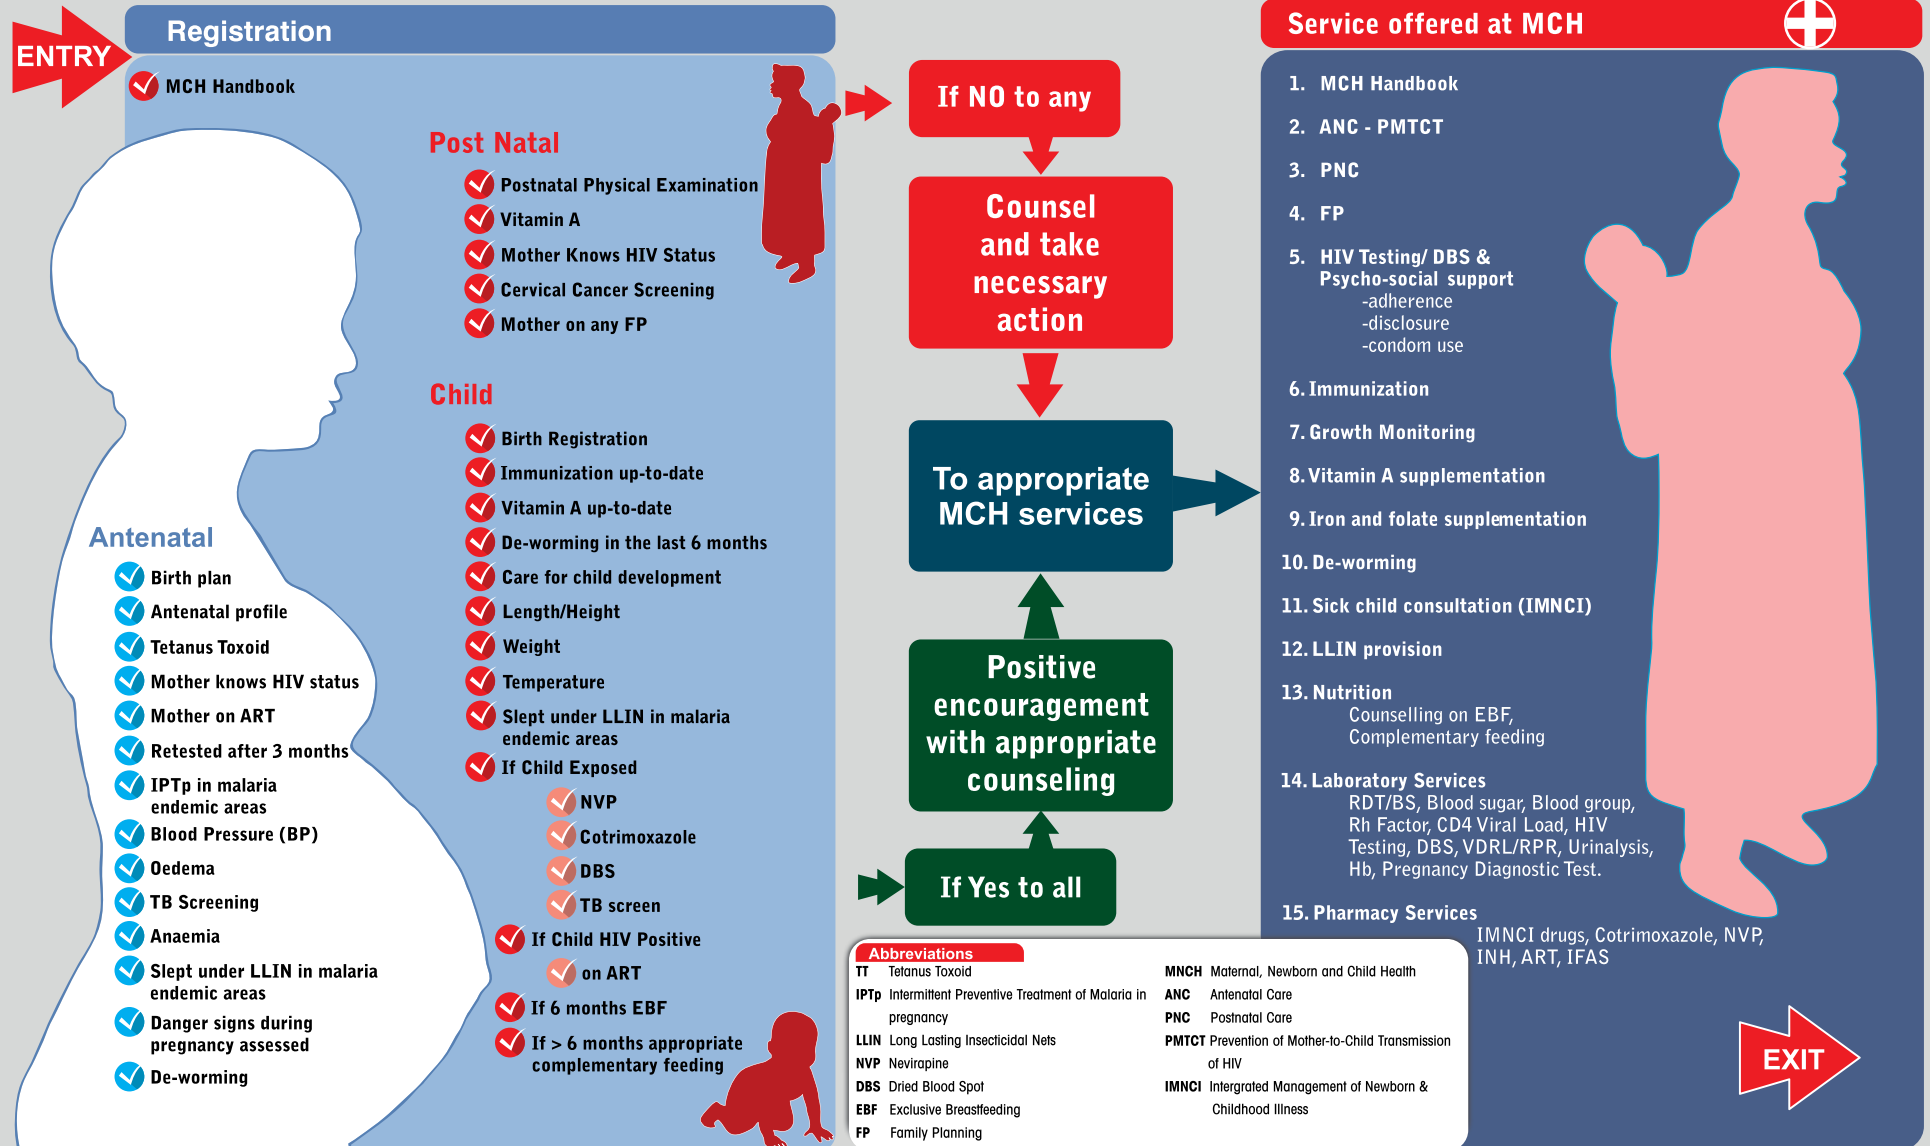 ENTRY
Registration
MCH Handbook
Post Natal
Postnatal Physical Examination
Vitamin A
Mother Knows HIV Status
Cervical Cancer Screening
Mother on any FP
Child
Birth Registration
Immunization up-to-date
Vitamin A up-to-date
De-worming in the last 6 months
Care for child development
Length/Height
Weight
Temperature
Slept under LLIN in malaria
endemic areas
If Child Exposed
NVP
Cotrimoxazole
DBS
TB screen
If Child HIV Positive
on ART
If 6 months EBF
If > 6 months appropriate
complementary feeding
Antenatal
Birth plan
Antenatal profile
Tetanus Toxoid
Mother knows HIV status
Mother on ART
Retested after 3 months
IPTp in malaria
endemic areas
Blood Pressure (BP)
Oedema
TB Screening
Anaemia
Slept under LLIN in malaria
endemic areas
Danger signs during
pregnancy assessed
De-worming
If NO to any
Counsel
and take
necessary
action
To appropriate
MCH services
Positive
encouragement
with appropriate
counseling
If Yes to all
Service offered at MCH
1. MCH Handbook
2. ANC - PMTCT
3. PNC
4. FP
5. HIV Testing/ DBS &
Psycho-social support
-adherence
-disclosure
-condom use
6. Immunization
7. Growth Monitoring
8. Vitamin A supplementation
9. Iron and folate supplementation
10. De-worming
11. Sick child consultation (IMNCI)
12. LLIN provision
13. Nutrition
Counselling on EBF,
Complementary feeding
14. Laboratory Services
RDT/BS, Blood sugar, Blood group,
Rh Factor, CD4 Viral Load, HIV
Testing, DBS, VDRL/RPR, Urinalysis,
Hb, Pregnancy Diagnostic Test.
15. Pharmacy Services
IMNCI drugs, Cotrimoxazole, NVP,
INH, ART, IFAS
EXIT
Abbreviations
TT Tetanus Toxoid
IPTp Intermittent Preventive Treatment of Malaria in
pregnancy
LLIN Long Lasting Insecticidal Nets
NVP Nevirapine
DBS Dried Blood Spot
EBF Exclusive Breastfeeding
FP Family Planning
MNCH Maternal, Newborn and Child Health
ANC Antenatal Care
PNC Postnatal Care
PMTCT Prevention of Mother-to-Child Transmission
of HIV
IMNCI Intergrated Management of Newborn &
Childhood Illness